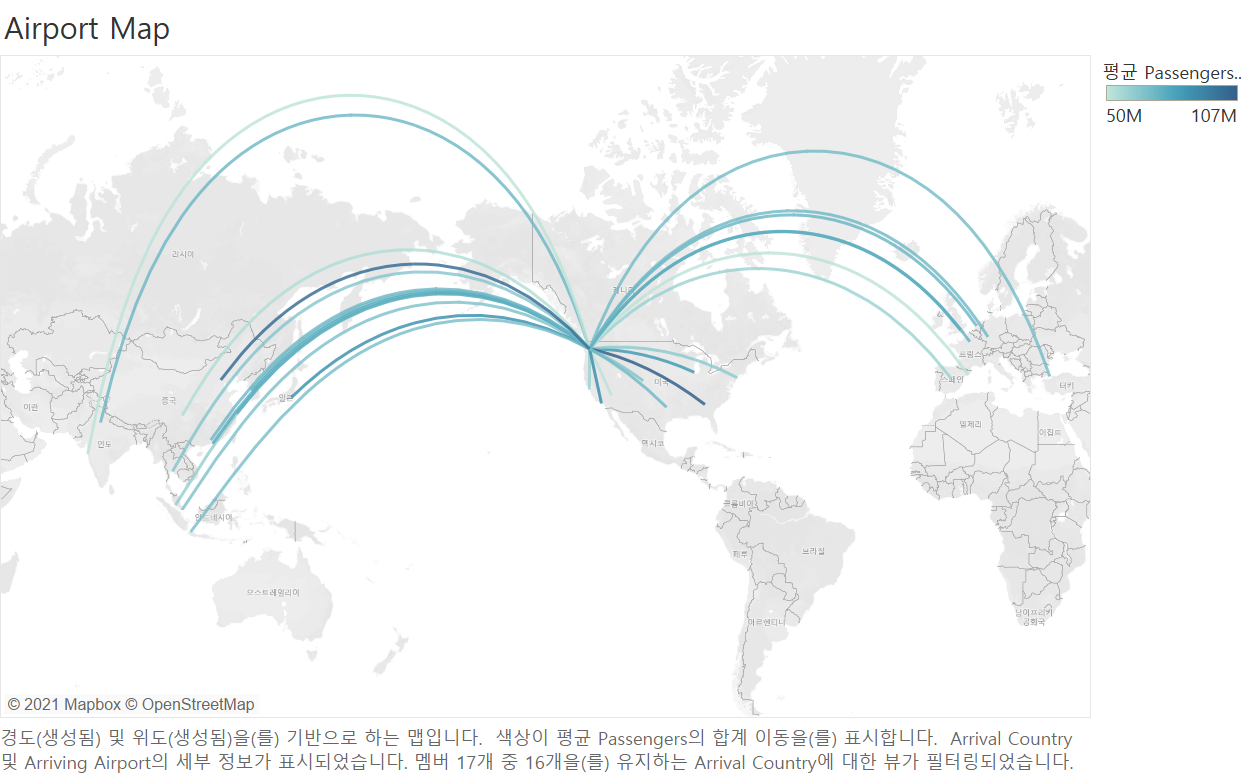 Airport Map
평균 Passengers..
50M 107M
러시아
캐나다
프랑스
스페인
터키
이란
중국
일본
미국
인도
알제리
이집트
멕시코
콜롬비아
인도네시아
페루
브라질
오스트레일리아
아르헨티나
남아프리카
공화국
© 2021 Mapbox © OpenStreetMap
경도(생성됨) 및 위도(생성됨)을(를) 기반으로 하는 맵입니다.  색상이 평균 Passengers의 합계 이동을(를) 표시합니다.  Arrival Country
및 Arriving Airport의 세부 정보가 표시되었습니다. 멤버 17개 중 16개을(를) 유지하는 Arrival Country에 대한 뷰가 필터링되었습니다.